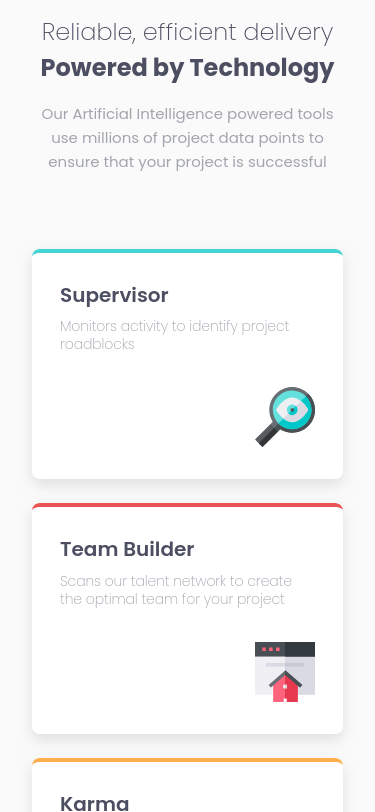 Reliable, efficient delivery
Powered by Technology
Our Artificial Intelligence powered tools
use millions of project data points to
ensure that your project is successful
Supervisor
Monitors activity to identify project
roadblocks
Team Builder
Scans our talent network to create
the optimal team for your project
Karma